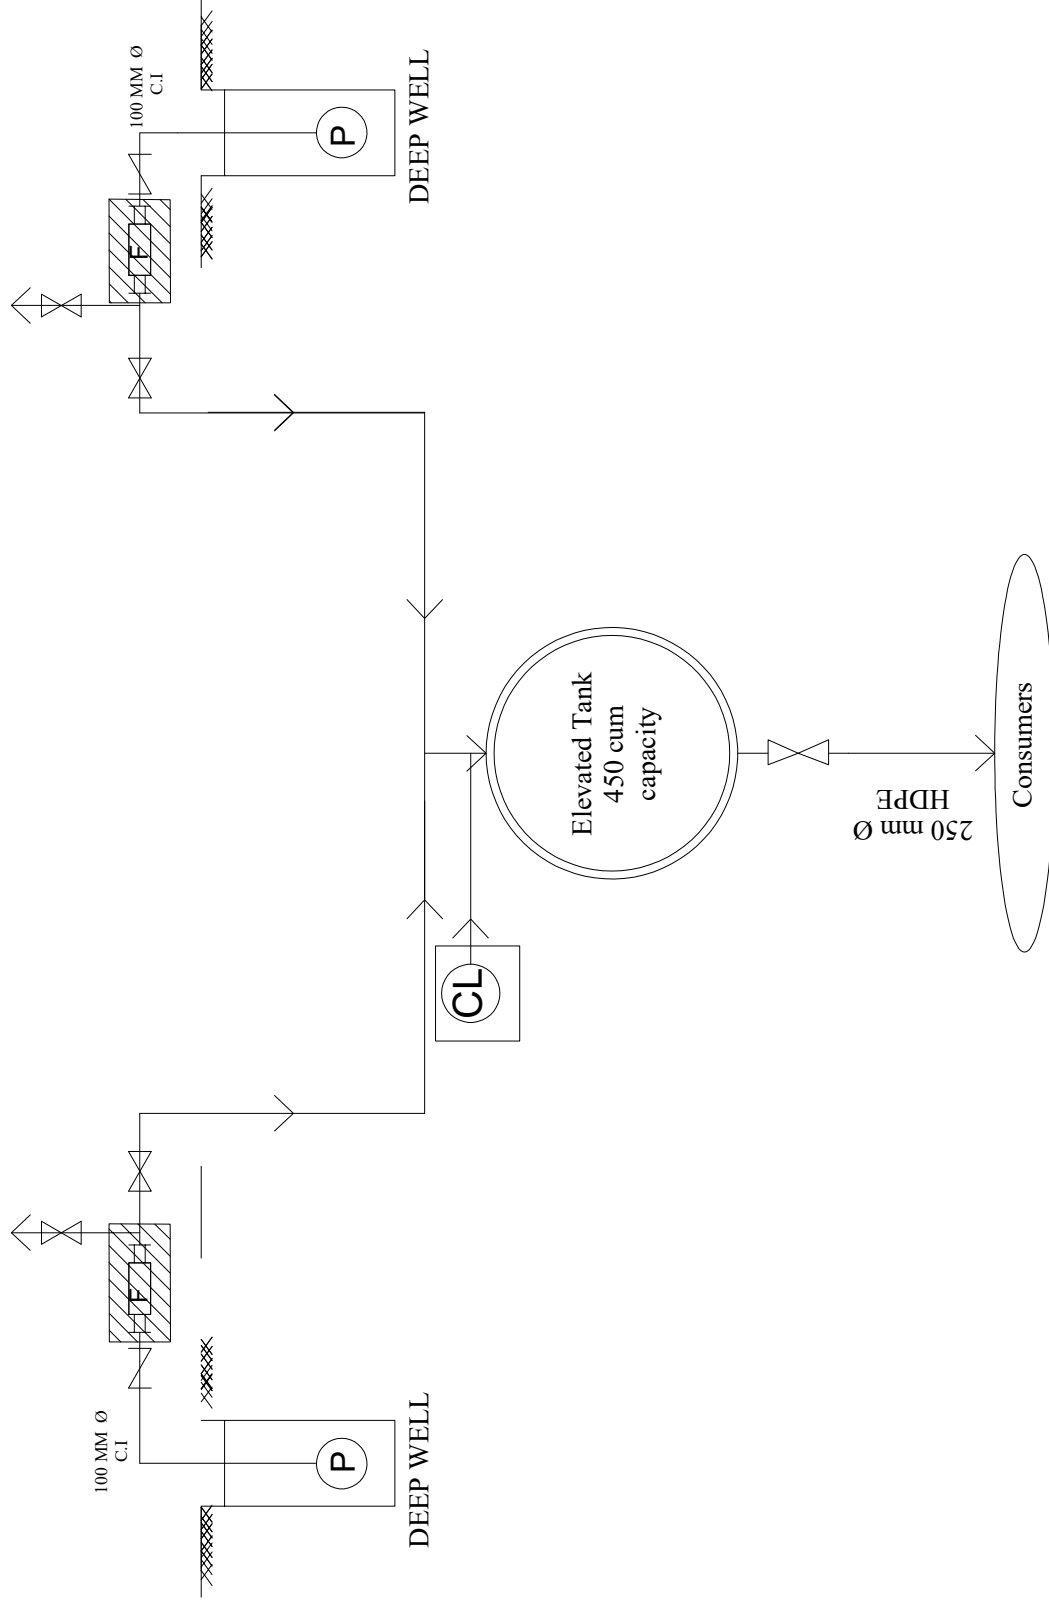 100 MM Ø
C.I
F
P
DEEP WELL
100 MM Ø
C.I
F
P
DEEP WELL
CL
Elevated Tank
450 cum
capacity
250 mm Ø
HDPE
Consumers